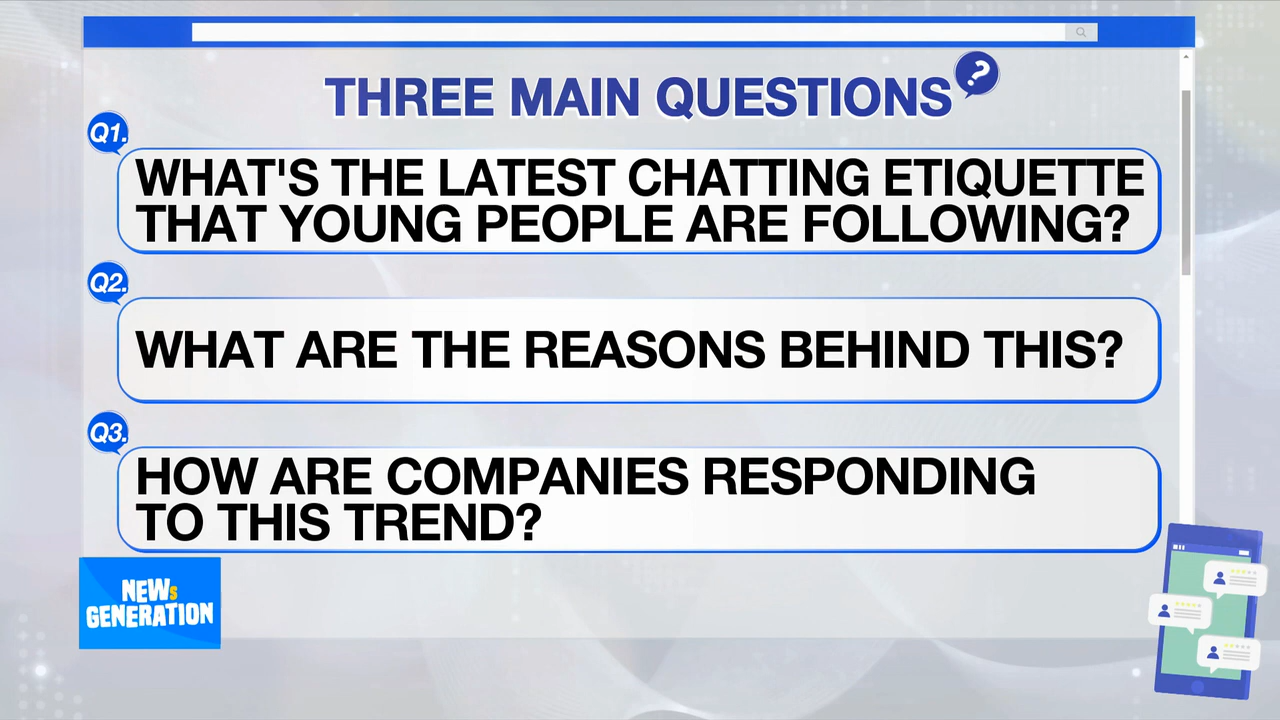 THREE MAIN QUESTIONS
?
Q1.
WHAT'S THE LATEST CHATTING ETIQUETTE
THAT YOUNG PEOPLE ARE FOLLOWING?
Q2.
WHAT ARE THE REASONS BEHIND THIS?
Q3.
HOW ARE COMPANIES RESPONDING
TO THIS TREND?
NEWs
GENERATION